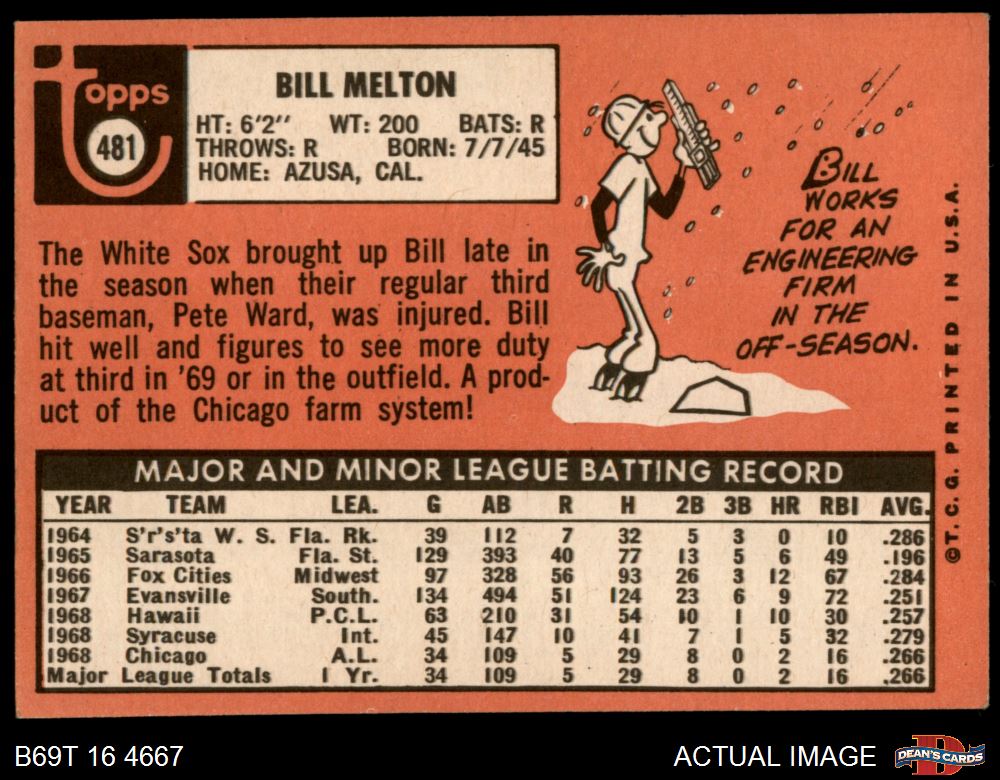 Topps
481
BILL MELTON
HT: 6'2" WT: 200 BATS: R
THROWS: R BORN: 7/7/45
HOME: AZUSA, CAL.
The White Sox brought up Bill late in
the season when their regular third
baseman, Pete Ward, was injured. Bill
hit well and figures to see more duty
at third in '69 or in the outfield. A prod-
uct of the Chicago farm system!
BILL
WORKS
FOR AN
ENGINEERING
FIRM
IN THE
OFF-SEASON.
©T.C.G. PRINTED IN U.S.A.
MAJOR AND MINOR LEAGUE BATTING RECORD
YEAR TEAM LEA. G AB R H 2B 3B HR RBI AVG.
1964 S'r's'ta W. S. Fla. Rk. 39 112 7 32 5 3 0 10 .286
1965 Sarasota Fla. St. 129 393 40 77 13 5 6 49 .196
1966 Fox Cities Midwest 97 328 56 93 26 3 12 67 .284
1967 Evansville South. 134 494 51 124 23 6 9 72 .251
1968 Hawaii P.C.L. 63 210 31 54 10 1 10 30 .257
1968 Syracuse Int. 45 147 10 41 7 1 5 32 .279
1968 Chicago A.L. 34 109 5 29 8 0 2 16 .266
Major League Totals 1 Yr. 34 109 5 29 8 0 2 16 .266
B69T 16 4667
ACTUAL IMAGE
D
DEAN'S CARDS